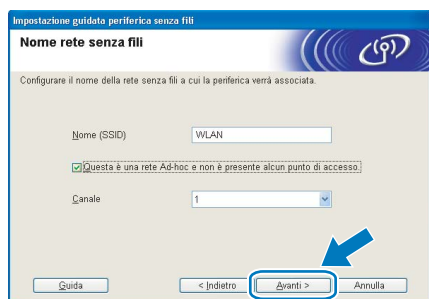 Impostazione guidata periferica senza fili
Nome rete senza fili
Configurare il nome della rete senza fili a cui la periferica verrà associata.
Nome (SSID) WLAN
Questa è una rete Ad-hoc e non è presente alcun punto di accesso.
Canale 1
Guida < Indietro Avanti > Annulla